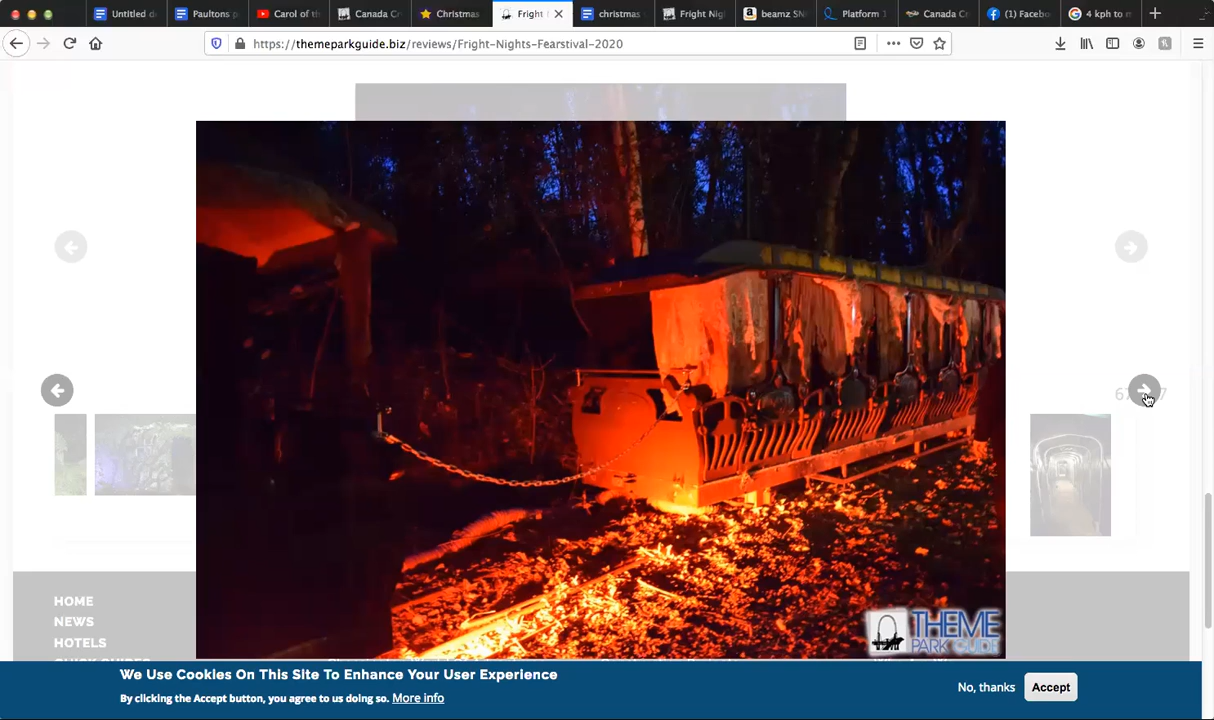 Untitled d
Paultons p
Carol of th
Canada Cr
Christmas
Fright
christmas
Fright Nig
beamz SN
Platform 1
Canada Cr
(1) Facebo
4 kph to m
https://themeparkguide.biz/reviews/Fright-Nights-Fearstival-2020
THEME
PARK GUIDE
HOME
NEWS
HOTELS
We Use Cookies On This Site To Enhance Your User Experience
By clicking the Accept button, you agree to us doing so. More info
No, thanks
Accept